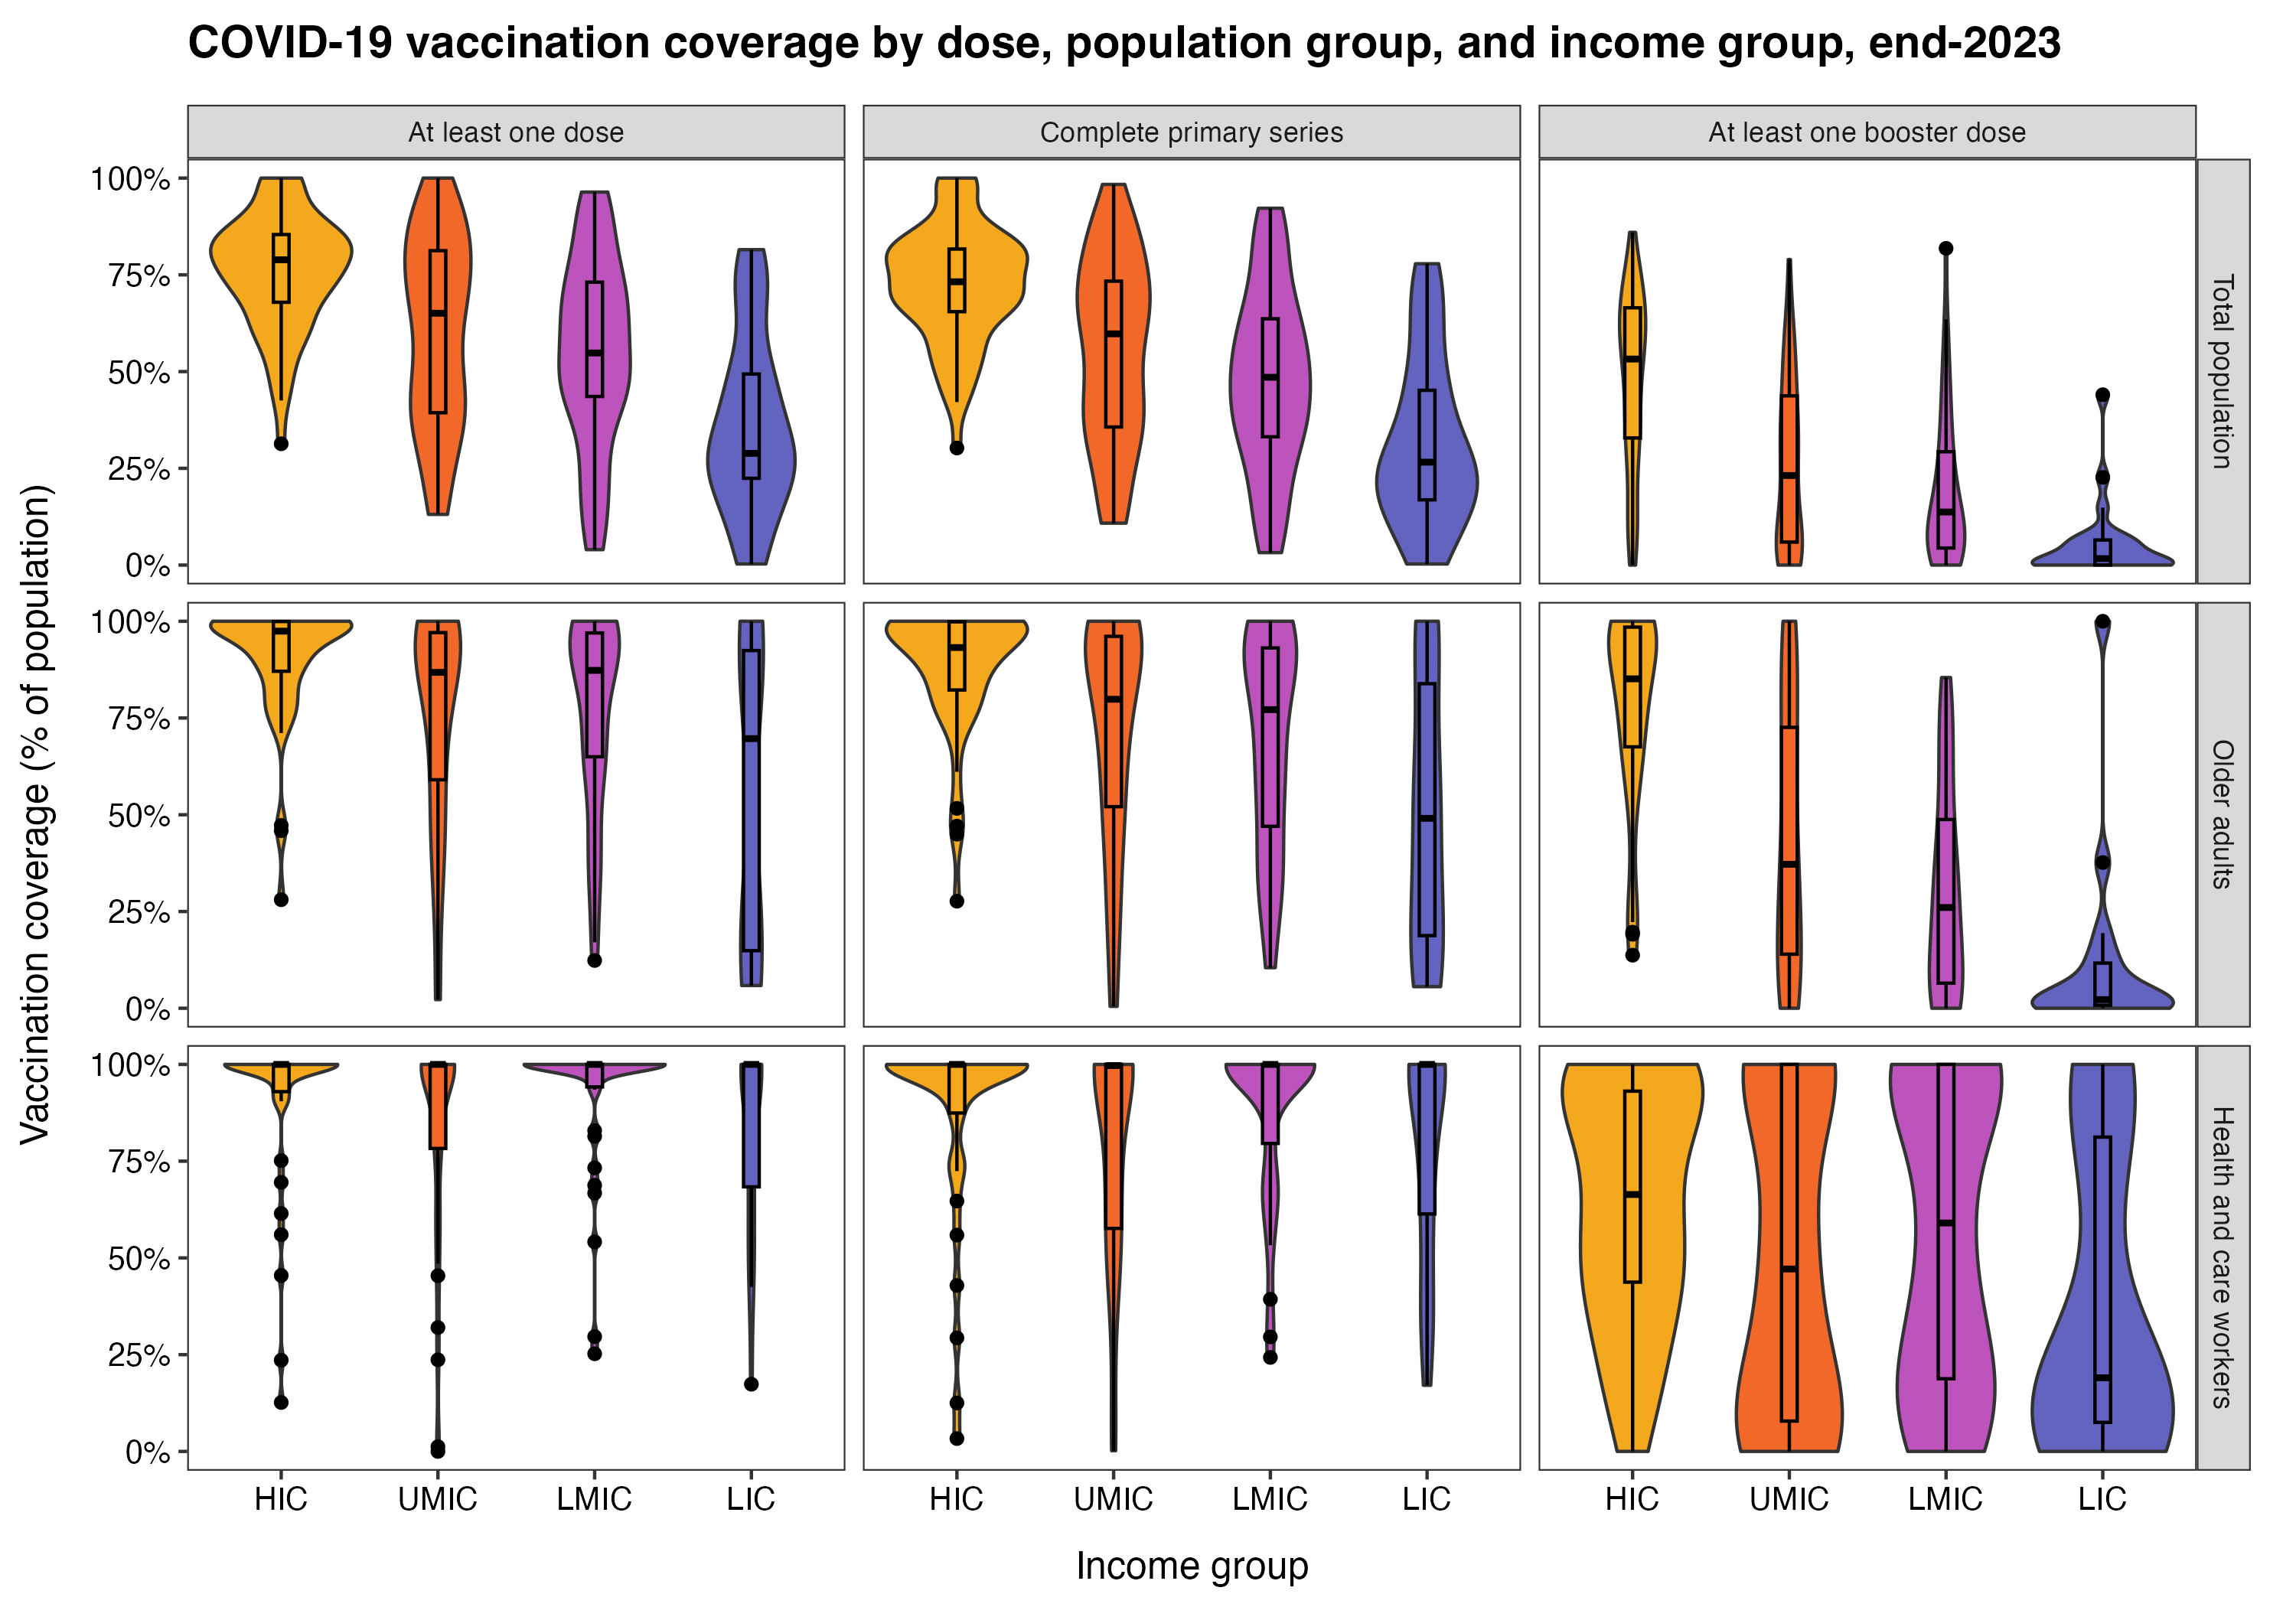 COVID-19 vaccination coverage by dose, population group, and income group, end-2023
At least one dose
Complete primary series
At least one booster dose
Vaccination coverage (% of population)
100%
75%
50%
25%
0%
Total population
100%
75%
50%
25%
0%
Older adults
100%
75%
50%
25%
0%
Health and care workers
HIC UMIC LMIC LIC HIC UMIC LMIC LIC HIC UMIC LMIC LIC
Income group